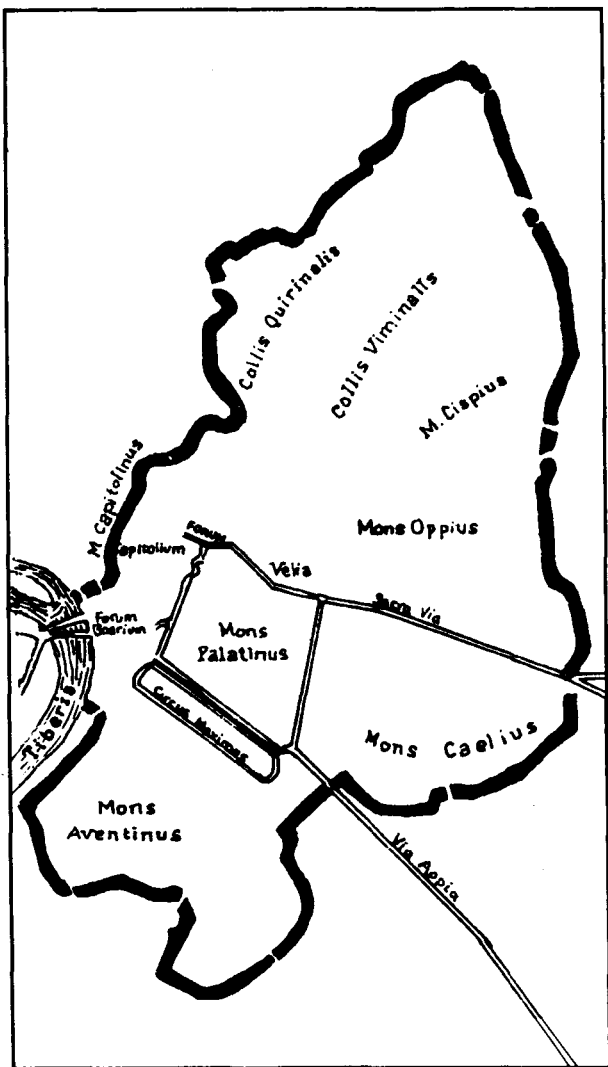 Collis Quirinalis
Collis Viminalis
M. Cispius
M. Capitolinus
Mons Oppius
Forum
Capitolium
Velia
Sacra Via
Forum
Boarium
Mons
Palatinus
Circus Maximus
Tiberis
Mons Caelius
Mons
Aventinus
Via Appia